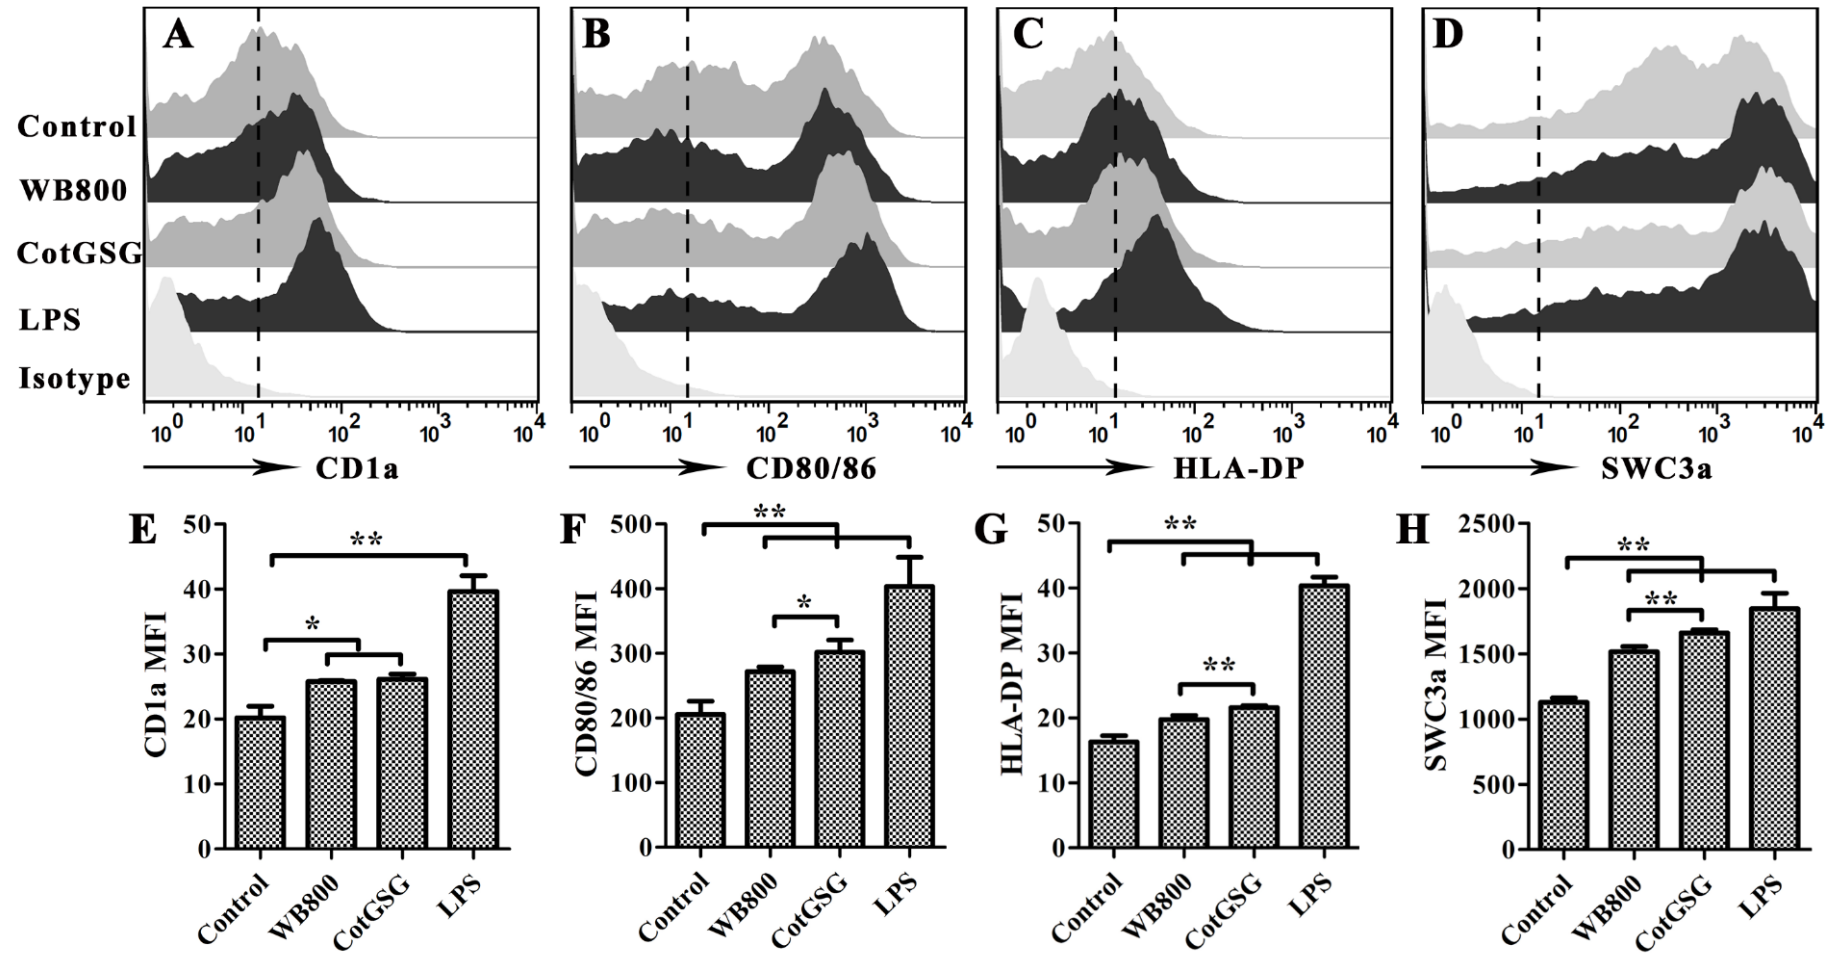 A B C D
Control
WB800
CotGSG
LPS
Isotype
10^0 10^1 10^2 10^3 10^4 10^0 10^1 10^2 10^3 10^4 10^0 10^1 10^2 10^3 10^4 10^0 10^1 10^2 10^3 10^4
CD1a CD80/86 HLA-DP SWC3a
E
CD1a MFI
50
40
30
20
10
0
**
*
Control WB800 CotGSG LPS
F
CD80/86 MFI
500
400
300
200
100
0
**
*
Control WB800 CotGSG LPS
G
HLA-DP MFI
50
40
30
20
10
0
**
**
Control WB800 CotGSG LPS
H
SWC3a MFI
2500
2000
1500
1000
500
0
**
**
Control WB800 CotGSG LPS